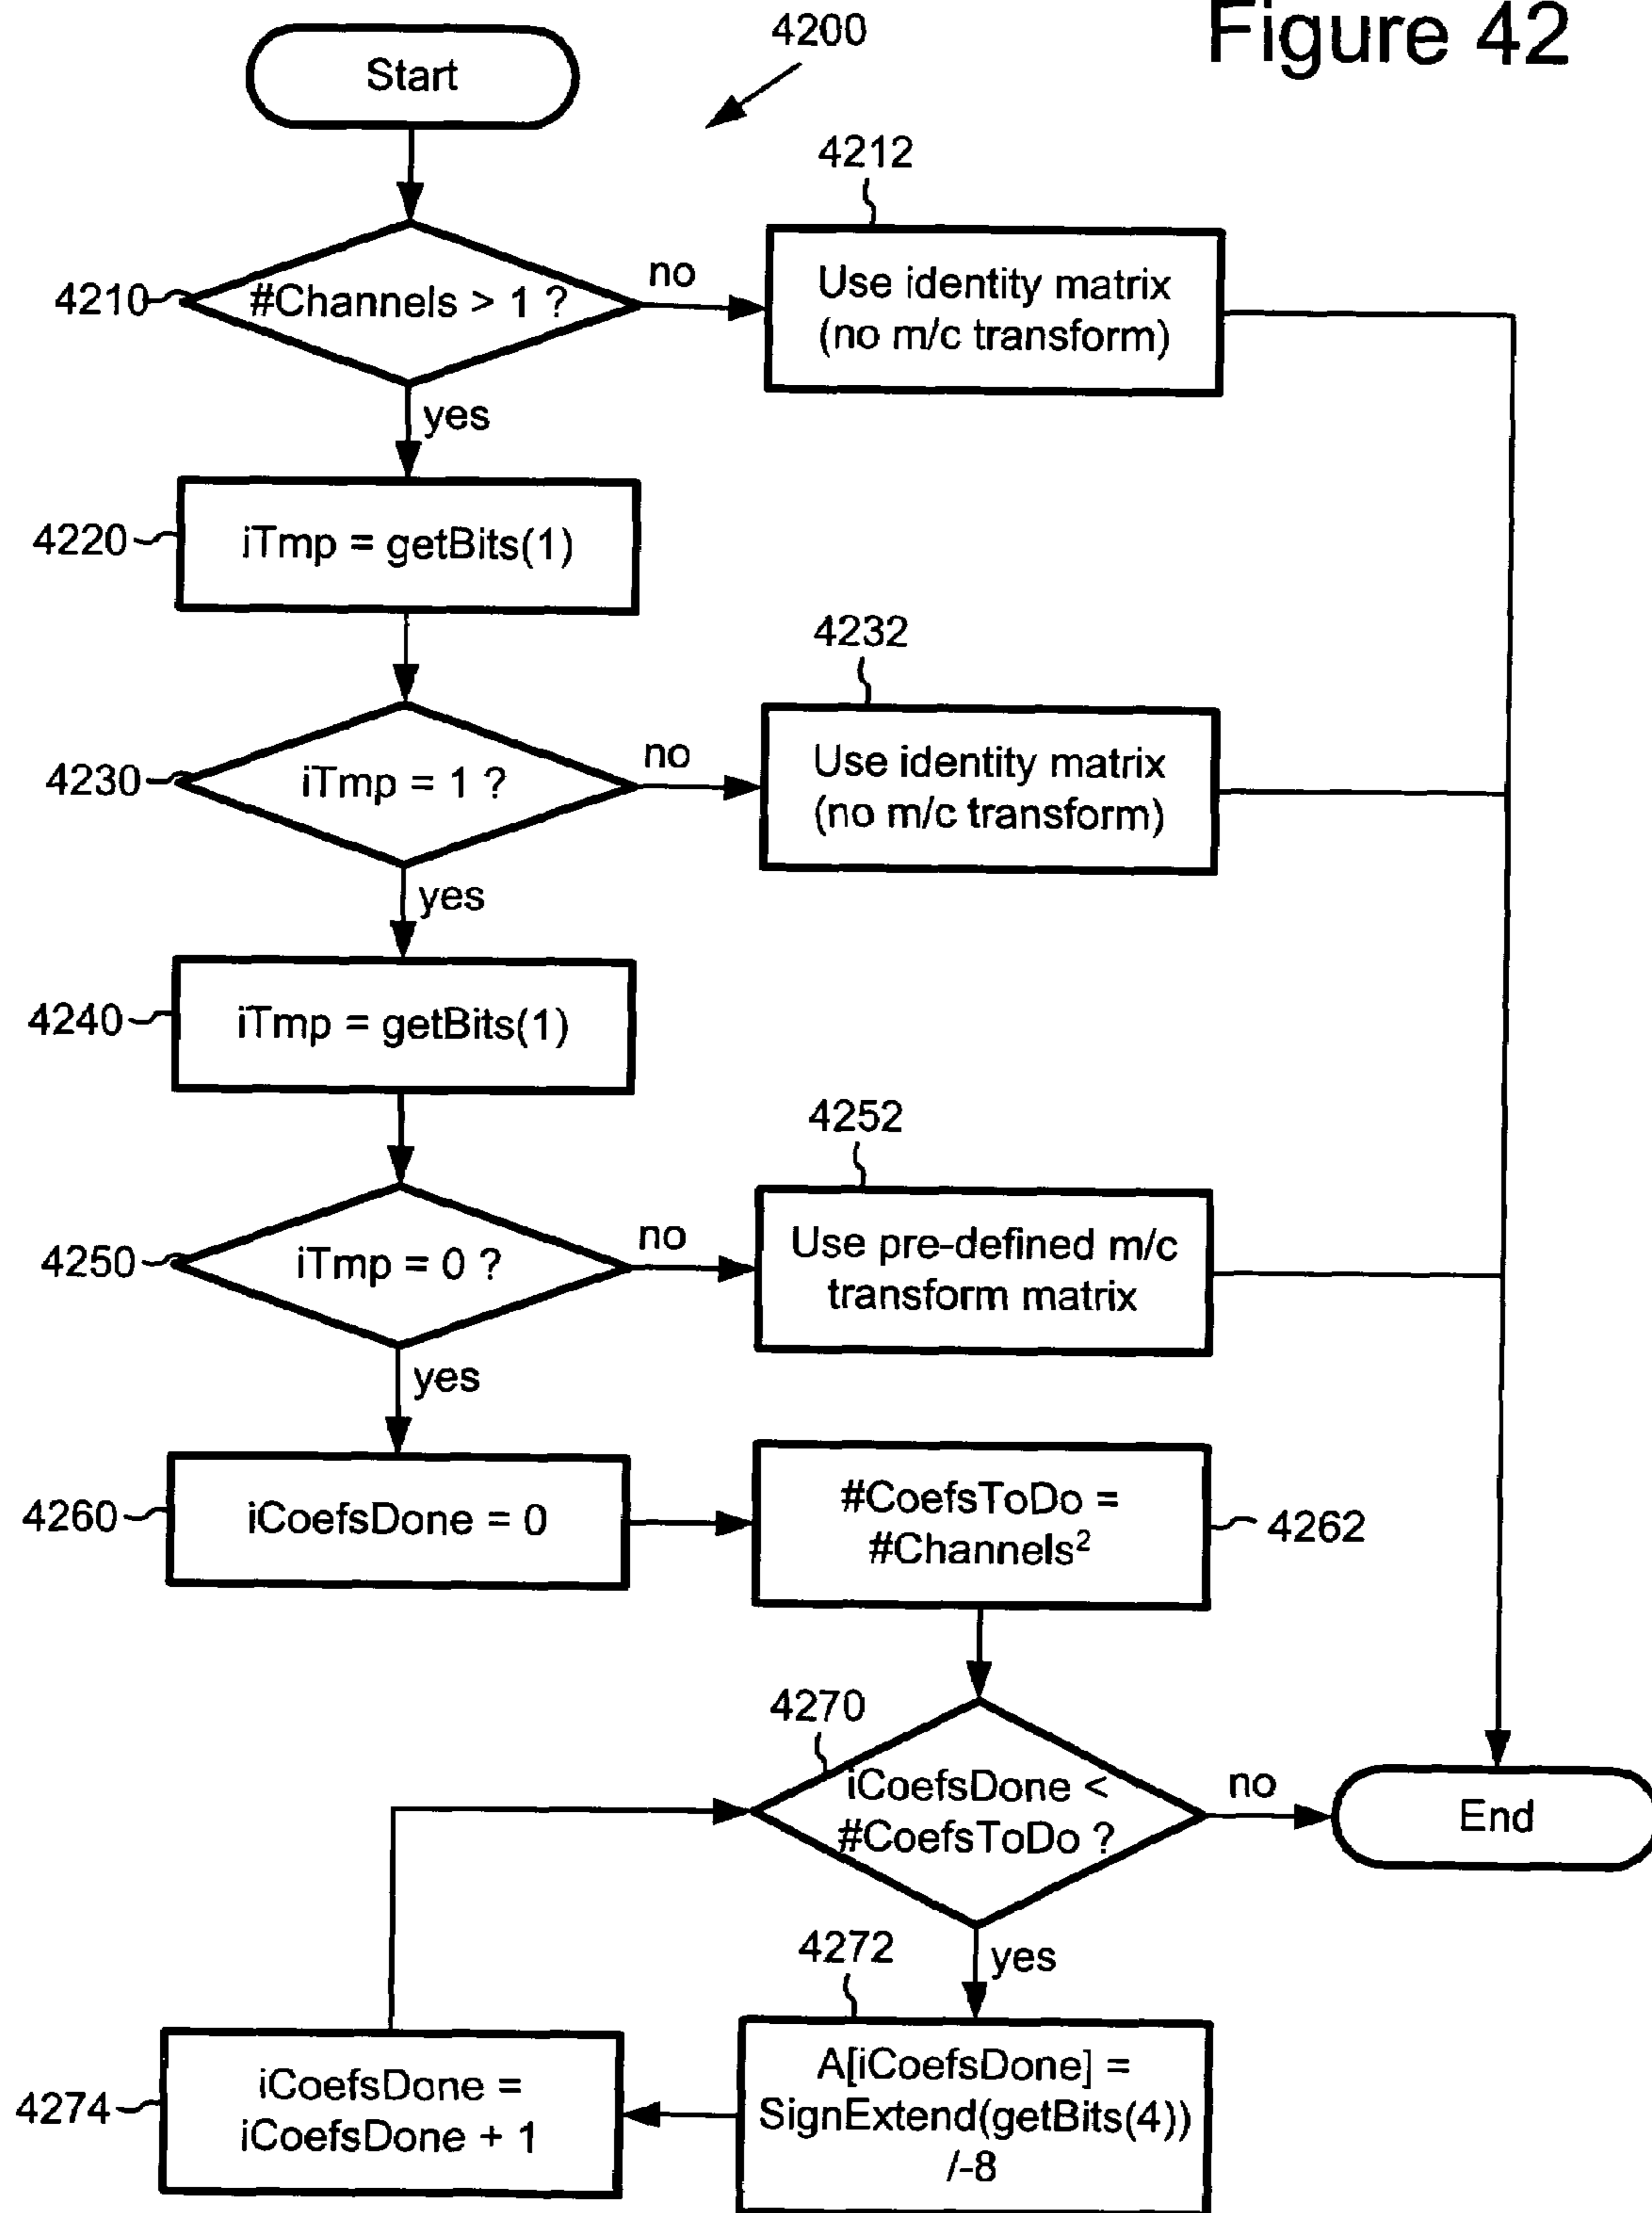 Figure 42
4200
Start
4212
4210
#Channels > 1 ?
no
Use identity matrix
(no m/c transform)
yes
4220
iTmp = getBits(1)
4232
4230
iTmp = 1 ?
no
Use identity matrix
(no m/c transform)
yes
4240
iTmp = getBits(1)
4252
4250
iTmp = 0 ?
no
Use pre-defined m/c
transform matrix
yes
4260
iCoefsDone = 0
#CoefsToDo =
#Channels²
4262
4270
iCoefsDone <
#CoefsToDo ?
no
End
yes
4272
A[iCoefsDone] =
SignExtend(getBits(4))
/-8
4274
iCoefsDone =
iCoefsDone + 1